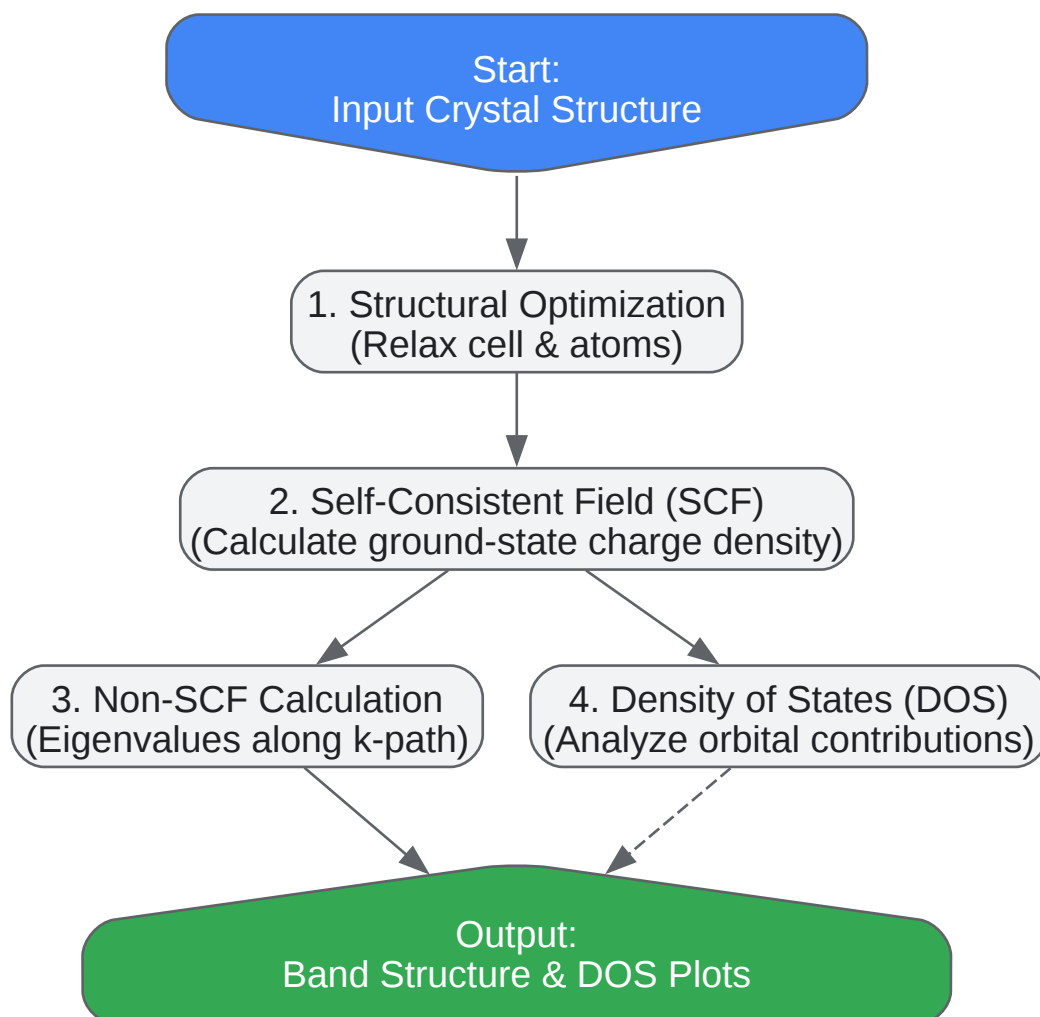 Start:
Input Crystal Structure
1. Structural Optimization
(Relax cell & atoms)
2. Self-Consistent Field (SCF)
(Calculate ground-state charge density)
3. Non-SCF Calculation
(Eigenvalues along k-path)
4. Density of States (DOS)
(Analyze orbital contributions)
Output:
Band Structure & DOS Plots